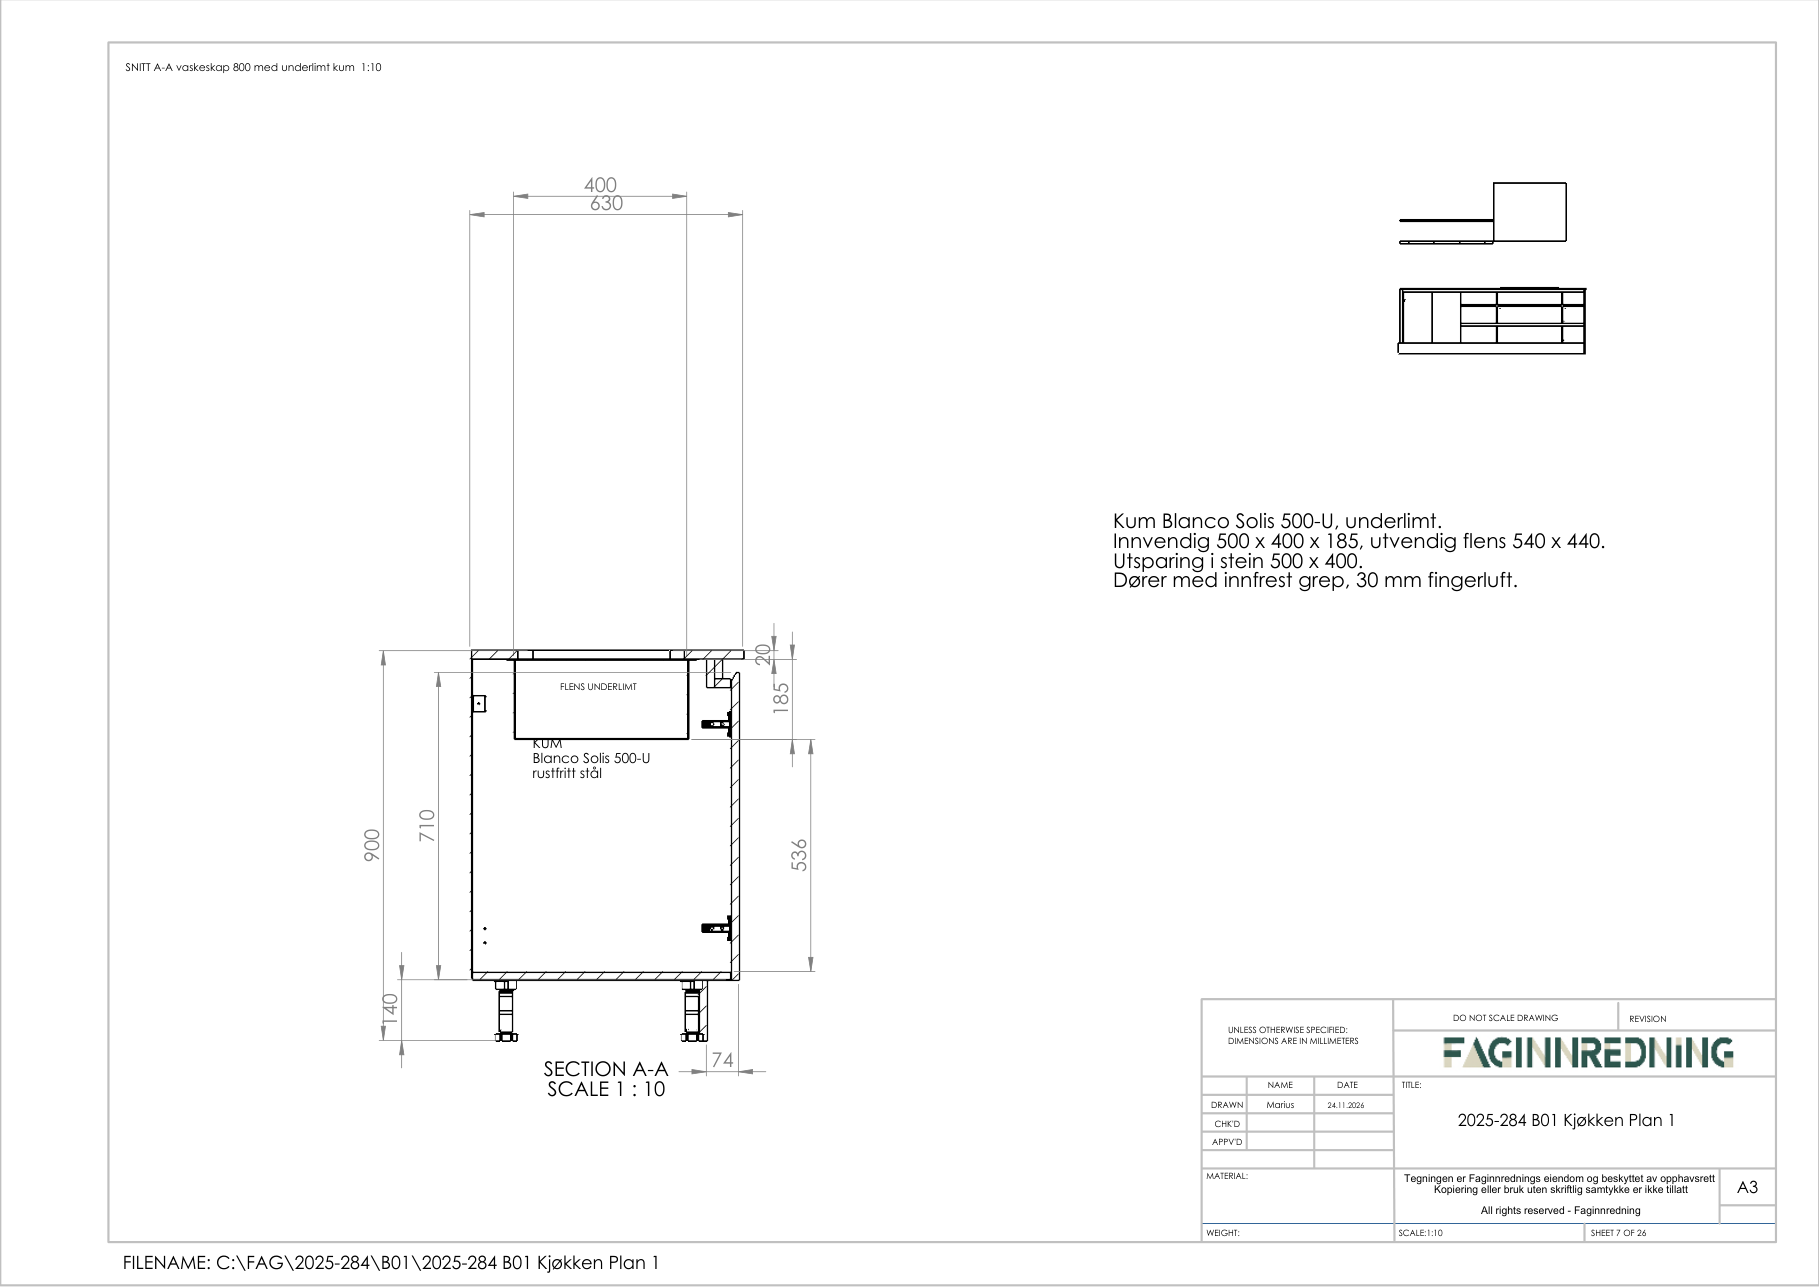 SNITT A-A vaskeskap 800 med underlimt kum 1:10
400
630
Kum Blanco Solis 500-U, underlimt.
Innvendig 500 x 400 x 185, utvendig flens 540 x 440.
Utsparing i stein 500 x 400.
Dører med innfrest grep, 30 mm fingerluft.
20
185
FLENS UNDERLIMT
KUM
Blanco Solis 500-U
rustfritt stål
900
710
536
140
74
SECTION A-A
SCALE 1 : 10
UNLESS OTHERWISE SPECIFIED:
DIMENSIONS ARE IN MILLIMETERS
DO NOT SCALE DRAWING
REVISION
FAGINNREDNING
NAME
DATE
DRAWN
Marius
24.11.2026
CHK'D
APPV'D
TITLE:
2025-284 B01 Kjøkken Plan 1
MATERIAL:
Tegningen er Faginnrednings eiendom og beskyttet av opphavsrett
Kopiering eller bruk uten skriftlig samtykke er ikke tillatt
All rights reserved - Faginnredning
A3
WEIGHT:
SCALE:1:10
SHEET 7 OF 26
FILENAME: C:\FAG\2025-284\B01\2025-284 B01 Kjøkken Plan 1